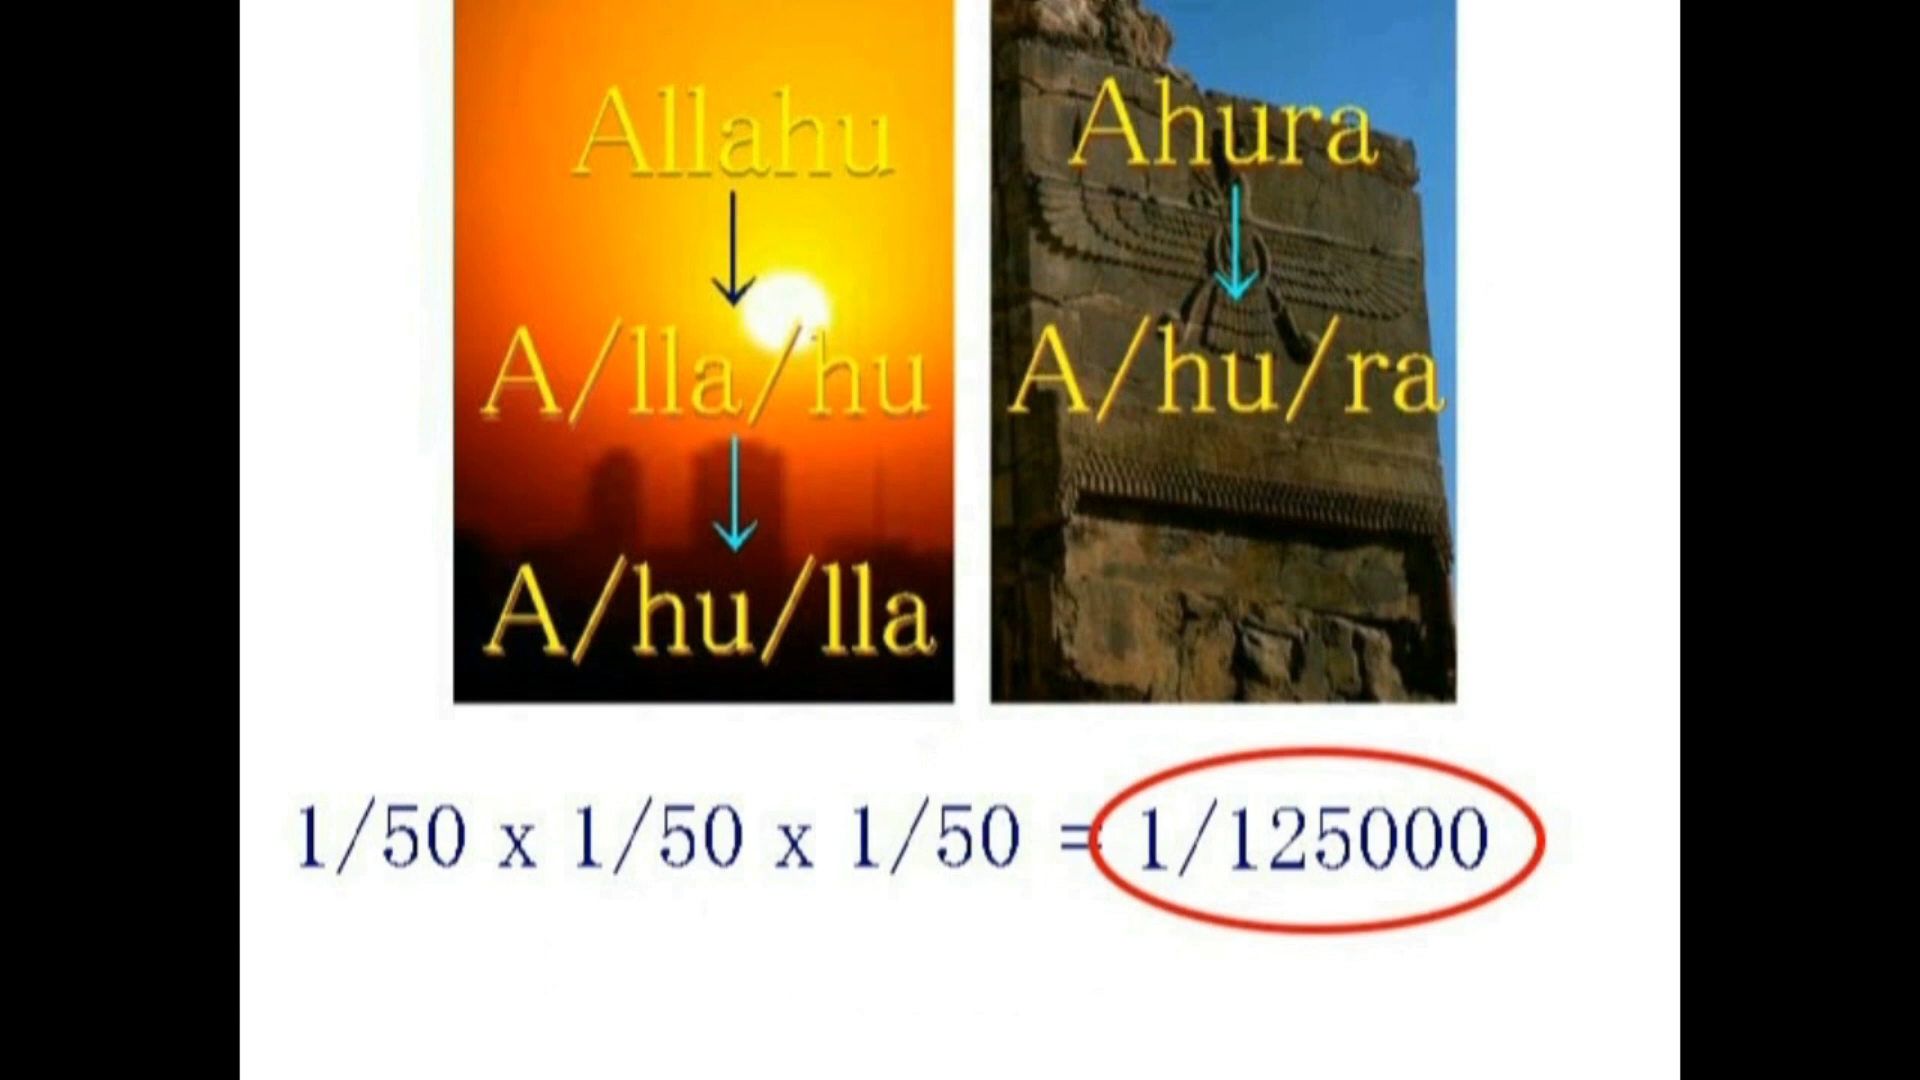 Allahu
A/lla/hu
A/hu/lla
Ahura
A/hu/ra
1/50 x 1/50 x 1/50 = 1/125000